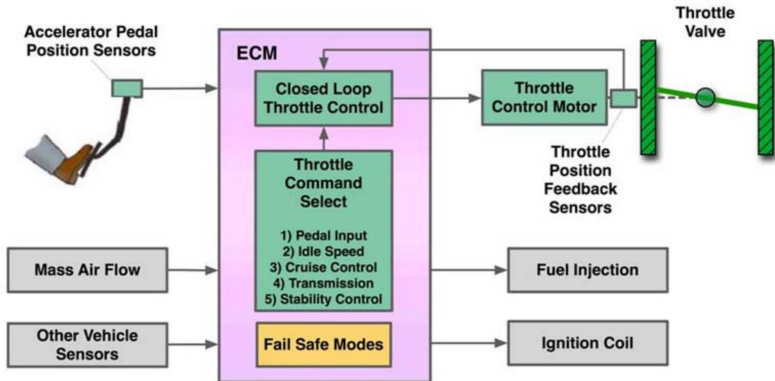 Accelerator Pedal
Position Sensors
ECM
Closed Loop
Throttle Control
Throttle
Control Motor
Throttle
Valve
Throttle
Position
Feedback
Sensors
Throttle
Command
Select
1) Pedal Input
2) Idle Speed
3) Cruise Control
4) Transmission
5) Stability Control
Mass Air Flow
Fuel Injection
Other Vehicle
Sensors
Fail Safe Modes
Ignition Coil